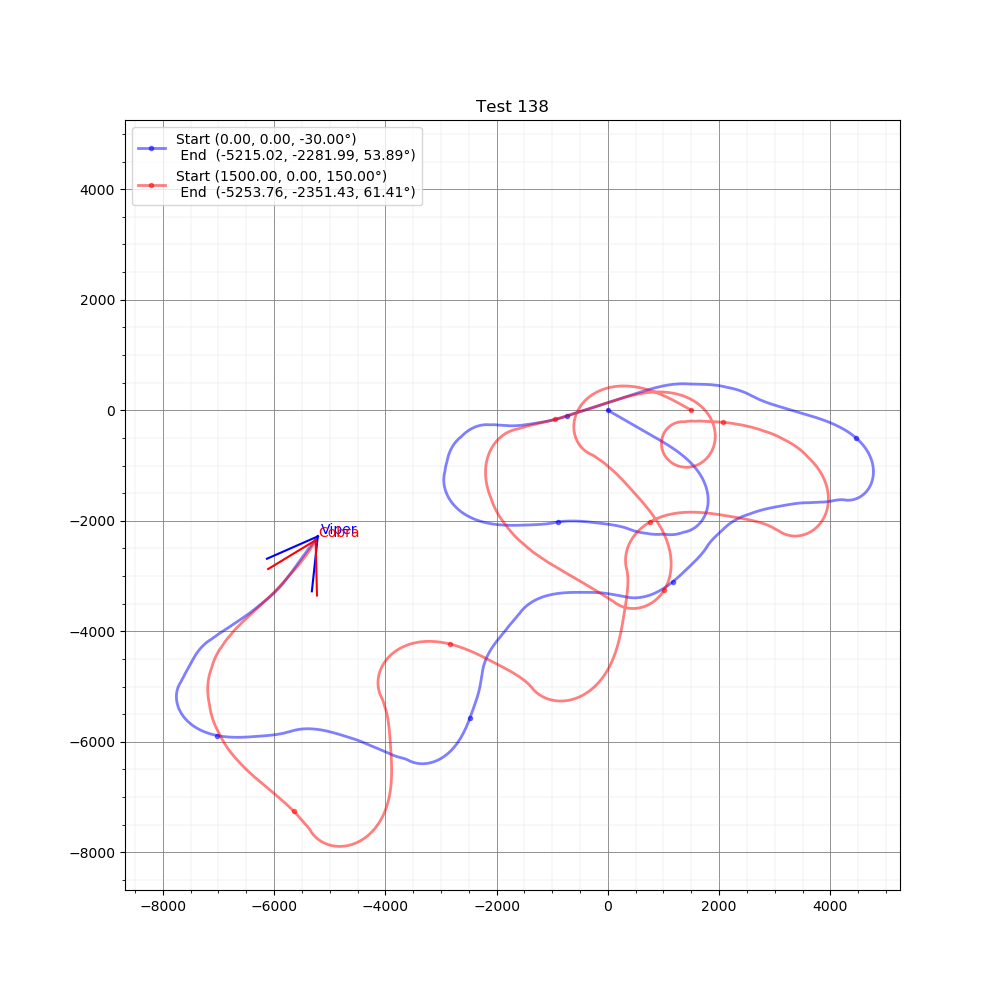 Test 138
Start (0.00, 0.00, -30.00°)
End (-5215.02, -2281.99, 53.89°)
Start (1500.00, 0.00, 150.00°)
End (-5253.76, -2351.43, 61.41°)
4000
2000
0
−2000
−4000
−6000
−8000
Viper
Cobra
−8000 −6000 −4000 −2000 0 2000 4000